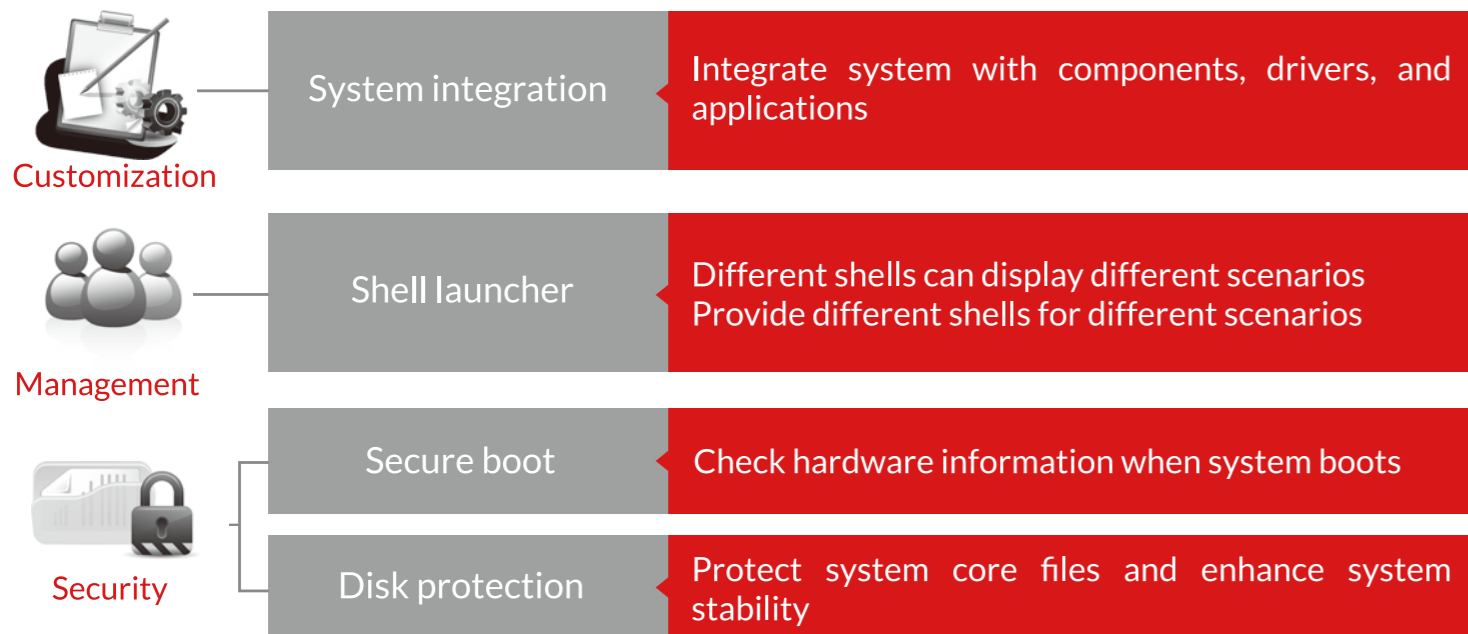 Customization
System integration
Integrate system with components, drivers, and
applications
Management
Shell launcher
Different shells can display different scenarios
Provide different shells for different scenarios
Security
Secure boot
Check hardware information when system boots
Disk protection
Protect system core files and enhance system
stability